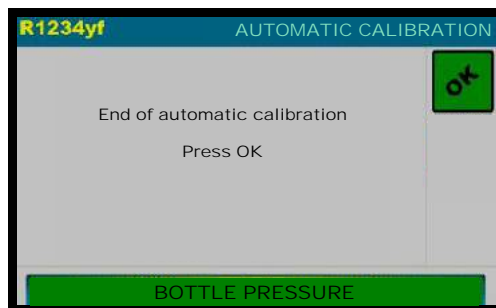 R1234yf
AUTOMATIC CALIBRATION
OK
End of automatic calibration
Press OK
BOTTLE PRESSURE